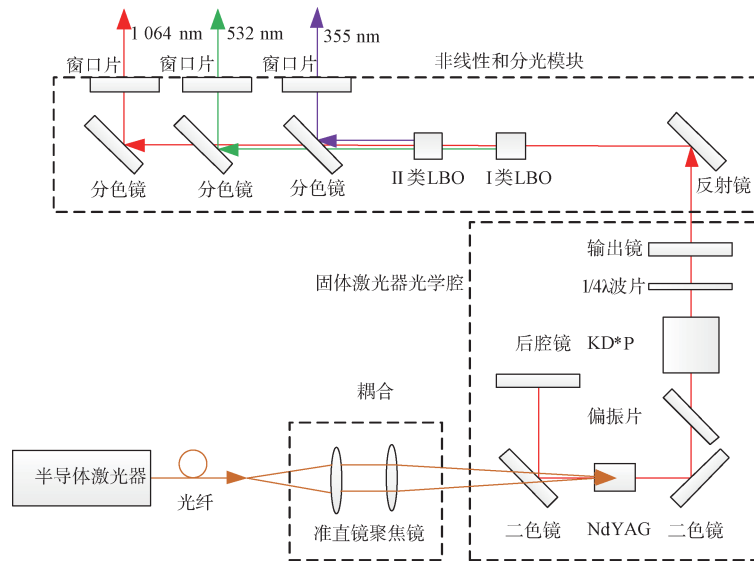 1 064 nm
532 nm
355 nm
窗口片
窗口片
窗口片
非线性和分光模块
分色镜
分色镜
分色镜
II类LBO
I类LBO
反射镜
输出镜
固体激光器光学腔
1/4λ波片
后腔镜
KD*P
耦合
偏振片
半导体激光器
光纤
准直镜
聚焦镜
二色镜
NdYAG
二色镜